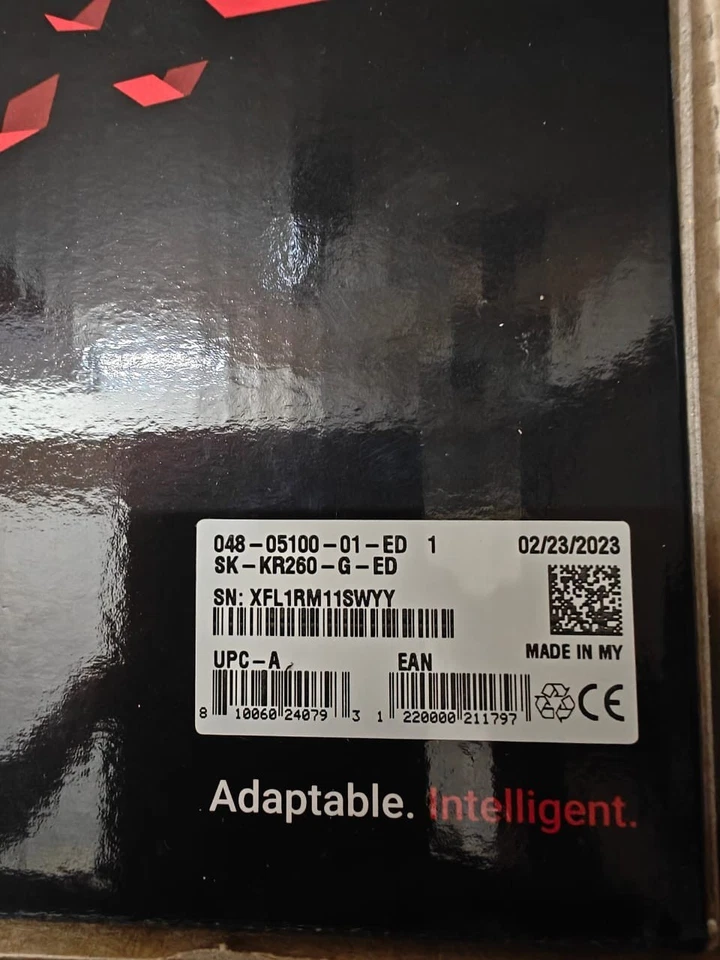 048-05100-01-ED 1 02/23/2023
SK-KR260-G-ED
SN: XFL1RM11SWYY
MADE IN MY
UPC-A EAN
8 10060 24079 3 1 220000 211797 CE
Adaptable. Intelligent.